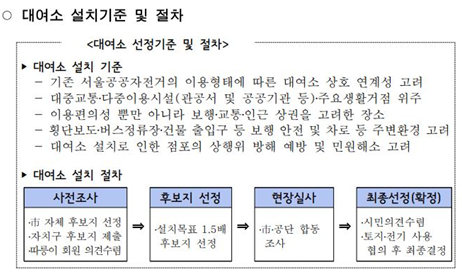 ○ 대여소 설치기준 및 절차
<대여소 선정기준 및 절차>
▶ 대여소 설치 기준
- 기존 서울공공자전거의 이용형태에 따른 대여소 상호 연계성 고려
- 대중교통·다중이용시설(관공서 및 공공기관 등)·주요생활거점 위주
- 이용편의성 뿐만 아니라 보행·교통·인근 상권을 고려한 장소
- 횡단보도·버스정류장·건물 출입구 등 보행 안전 및 차로 등 주변환경 고려
- 대여소 설치로 인한 점포의 상행위 방해 예방 및 민원해소 고려
▶ 대여소 설치 절차
사전조사
·市 자체 후보지 선정
·자치구 후보지 제출
·따릉이 회원 의견수렴
⇒
후보지 선정
·설치목표 1.5배
후보지 선정
⇒
현장실사
·市·공단 합동
조사
⇒
최종선정(확정)
·시민의견수렴
·토지·전기 사용
협의 후 최종결정